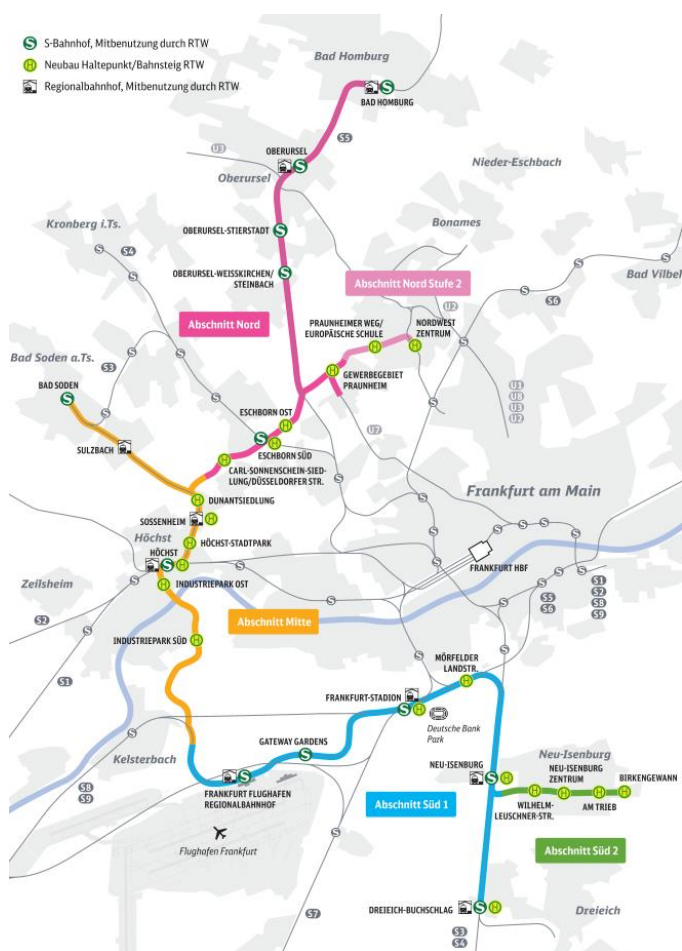 S-Bahnhof, Mitbenutzung durch RTW
Neubau Haltepunkt/Bahnsteig RTW
Regionalbahnhof, Mitbenutzung durch RTW
Bad Homburg
BAD HOMBURG
S5
U3
OBERURSEL
Oberursel
Nieder-Eschbach
Kronberg i.Ts.
S4
OBERURSEL-STIERSTADT
Bonames
OBERURSEL-WEISSKIRCHEN/
STEINBACH
Bad Vilbel
S6
Abschnitt Nord Stufe 2
U2
Abschnitt Nord
PRAUNHEIMER WEG/
EUROPÄISCHE SCHULE
NORDWEST
ZENTRUM
Bad Soden a.Ts.
S3
BAD SODEN
GEWERBEGEBIET
PRAUNHEIM
U1
U8
U3
U2
ESCHBORN OST
U7
SULZBACH
ESCHBORN SÜD
CARL-SONNENSCHEIN-SIED-
LUNG/DÜSSELDORFER STR.
DUNANTSIEDLUNG
Frankfurt am Main
SOSSENHEIM
Höchst
HÖCHST-STADTPARK
HÖCHST
FRANKFURT HBF
Zeilsheim
INDUSTRIEPARK OST
S1
S2
S8
S9
S5
S6
S2
Abschnitt Mitte
INDUSTRIEPARK SÜD
MÖRFELDER
LANDSTR.
S1
FRANKFURT-STADION
Deutsche Bank
Park
GATEWAY GARDENS
Kelsterbach
Neu-Isenburg
NEU-ISENBURG
NEU-ISENBURG
ZENTRUM
BIRKENGEWANN
S8
S9
FRANKFURT FLUGHAFEN
REGIONALBAHNHOF
Abschnitt Süd 1
WILHELM-
LEUSCHNER-STR.
AM TRIEB
Flughafen Frankfurt
Abschnitt Süd 2
DREIEICH-BUCHSCHLAG
Dreieich
S7
S3
S4